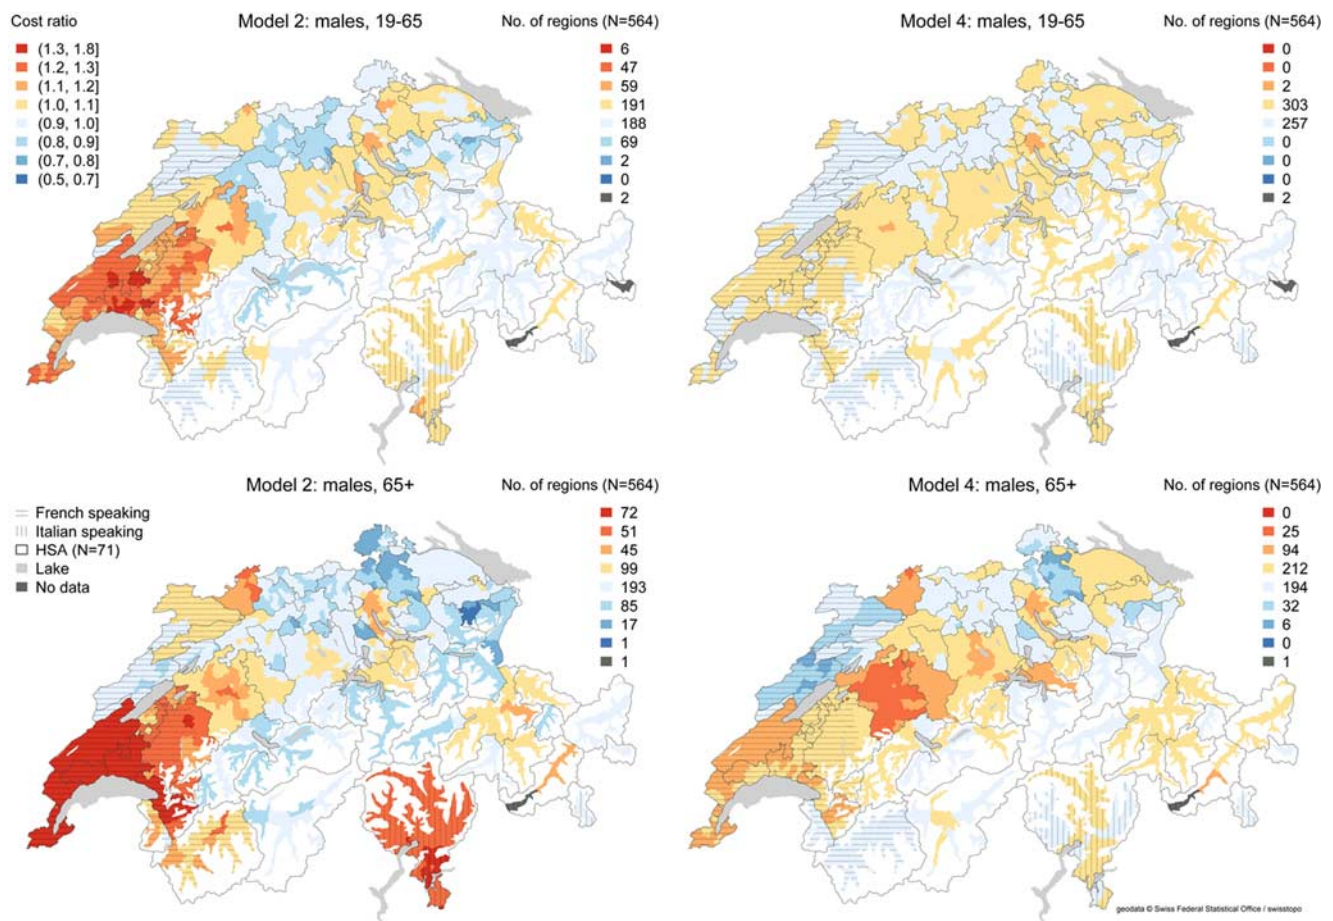 Cost ratio
Model 2: males, 19-65
No. of regions (N=564)
Model 4: males, 19-65
No. of regions (N=564)
(1.3, 1.8]
(1.2, 1.3]
(1.1, 1.2]
(1.0, 1.1]
(0.9, 1.0]
(0.8, 0.9]
(0.7, 0.8]
(0.5, 0.7]
6
47
59
191
188
69
2
0
2
0
0
2
303
257
0
0
0
2
Model 2: males, 65+
No. of regions (N=564)
Model 4: males, 65+
No. of regions (N=564)
French speaking
Italian speaking
HSA (N=71)
Lake
No data
72
51
45
99
193
85
17
1
1
0
25
94
212
194
32
6
0
1
geodata © Swiss Federal Statistical Office / swisstopo